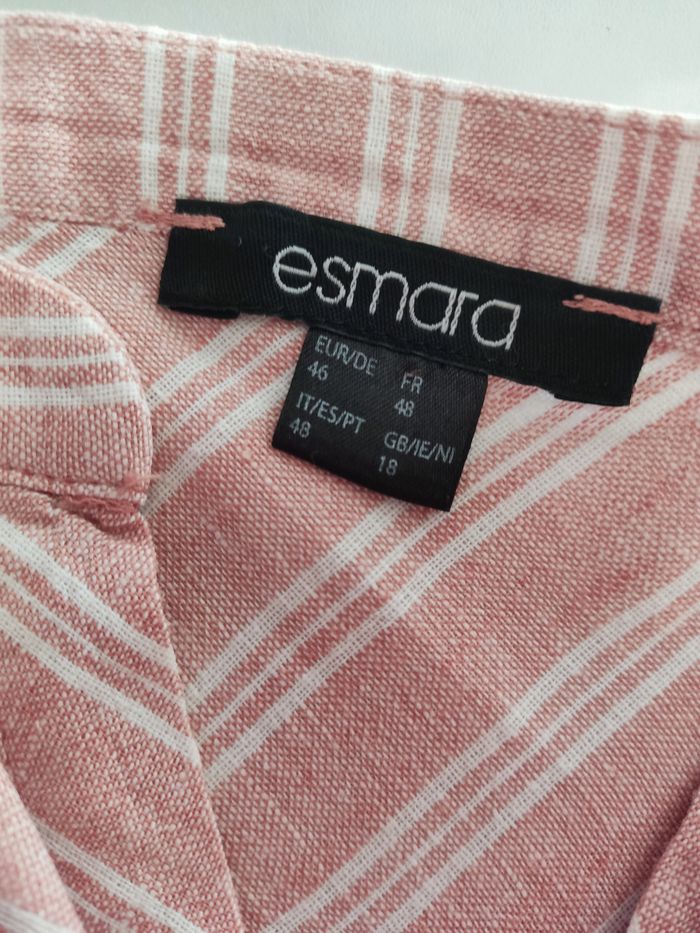 esmara
EUR/DE FR
46 48
IT/ES/PT GB/IE/NI
48 18